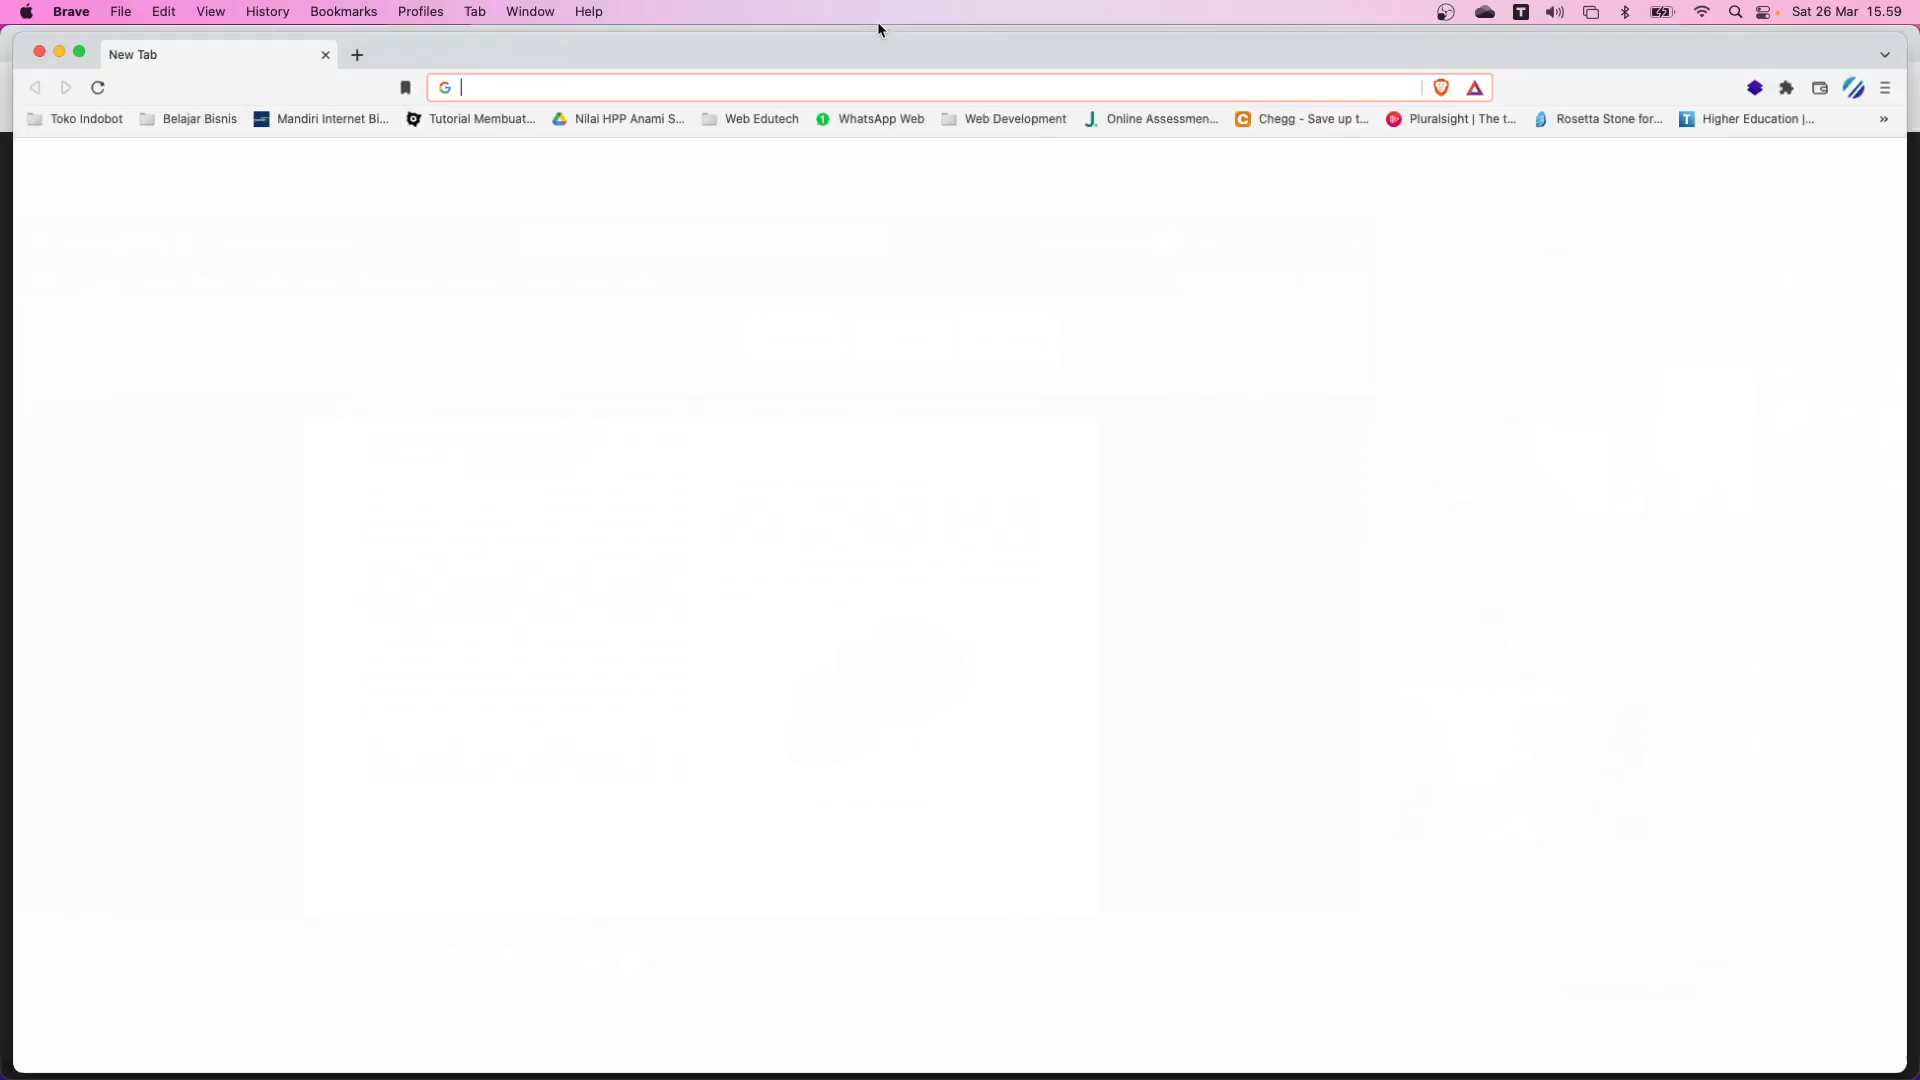 Brave File Edit View History Bookmarks Profiles Tab Window Help T Sat 26 Mar 15.59
New Tab
Toko Indobot Belajar Bisnis Mandiri Internet Bi... Tutorial Membuat... Nilai HPP Anami S... Web Edutech WhatsApp Web Web Development Online Assessmen... Chegg - Save up t... Pluralsight | The t... Rosetta Stone for... Higher Education |... »